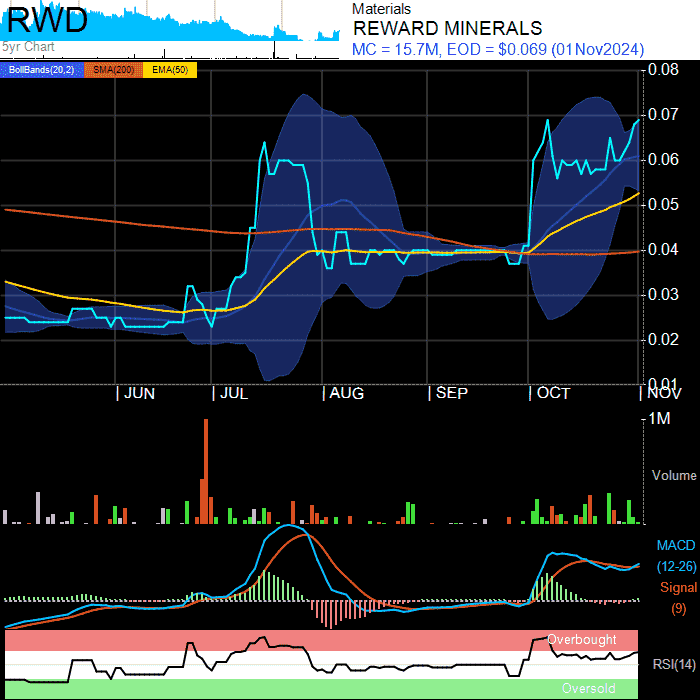 RWD
5yr Chart
Materials
REWARD MINERALS
MC = 15.7M, EOD = $0.069 (01Nov2024)
BollBands(20,2) SMA(200) EMA(50)
0.08
0.07
0.06
0.05
0.04
0.03
0.02
0.01
JUN JUL AUG SEP OCT NOV
1M
Volume
MACD
(12-26)
Signal
(9)
Overbought
RSI(14)
Oversold